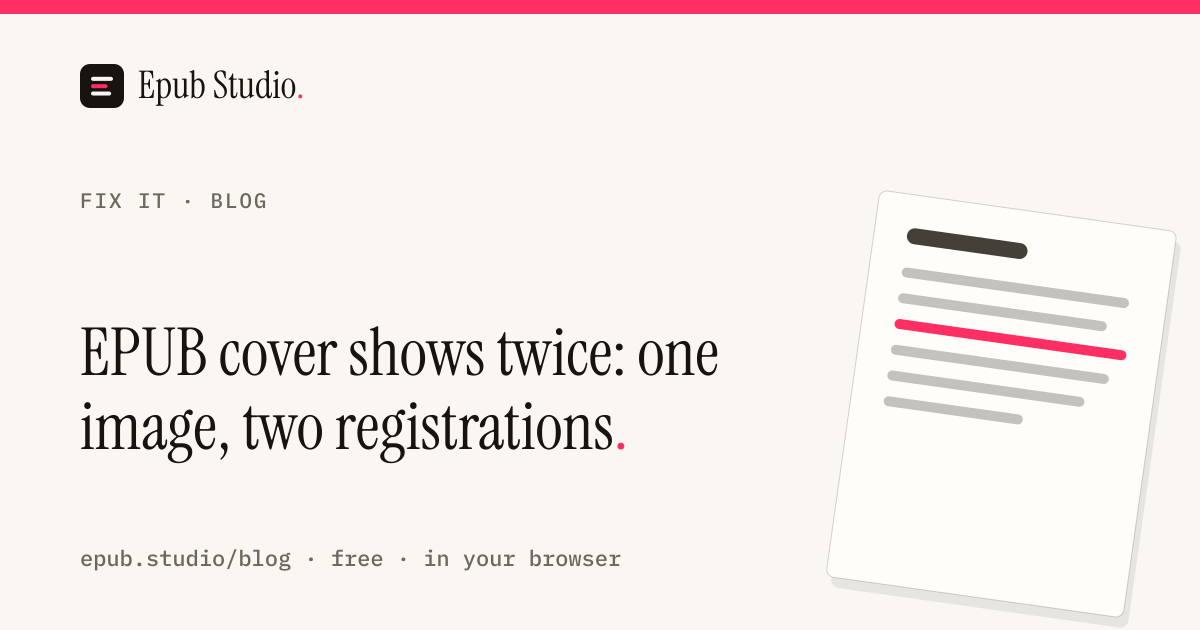 Epub Studio.
FIX IT · BLOG
EPUB cover shows twice: one
image, two registrations.
epub.studio/blog · free · in your browser